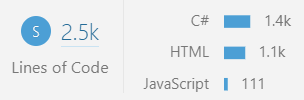 S 2.5k
Lines of Code
C# 1.4k
HTML 1.1k
JavaScript 111